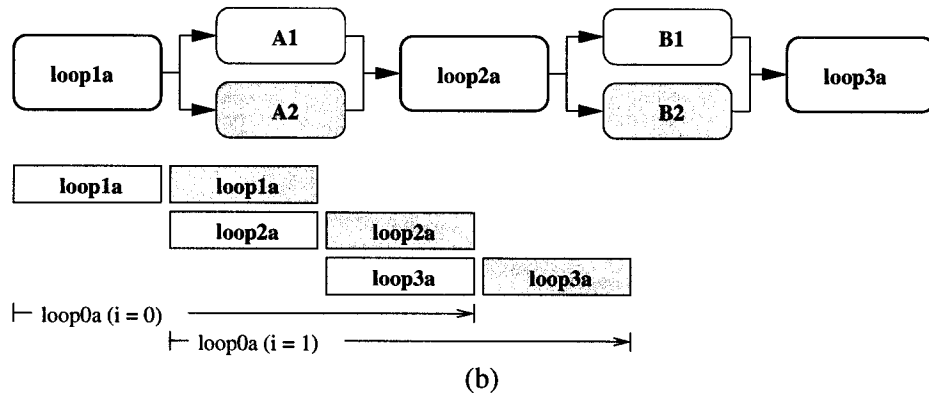 loop1a A1 loop2a B1 loop3a
A2 B2
loop1a loop1a
loop2a loop2a
loop3a loop3a
loop0a (i = 0)
loop0a (i = 1)
(b)